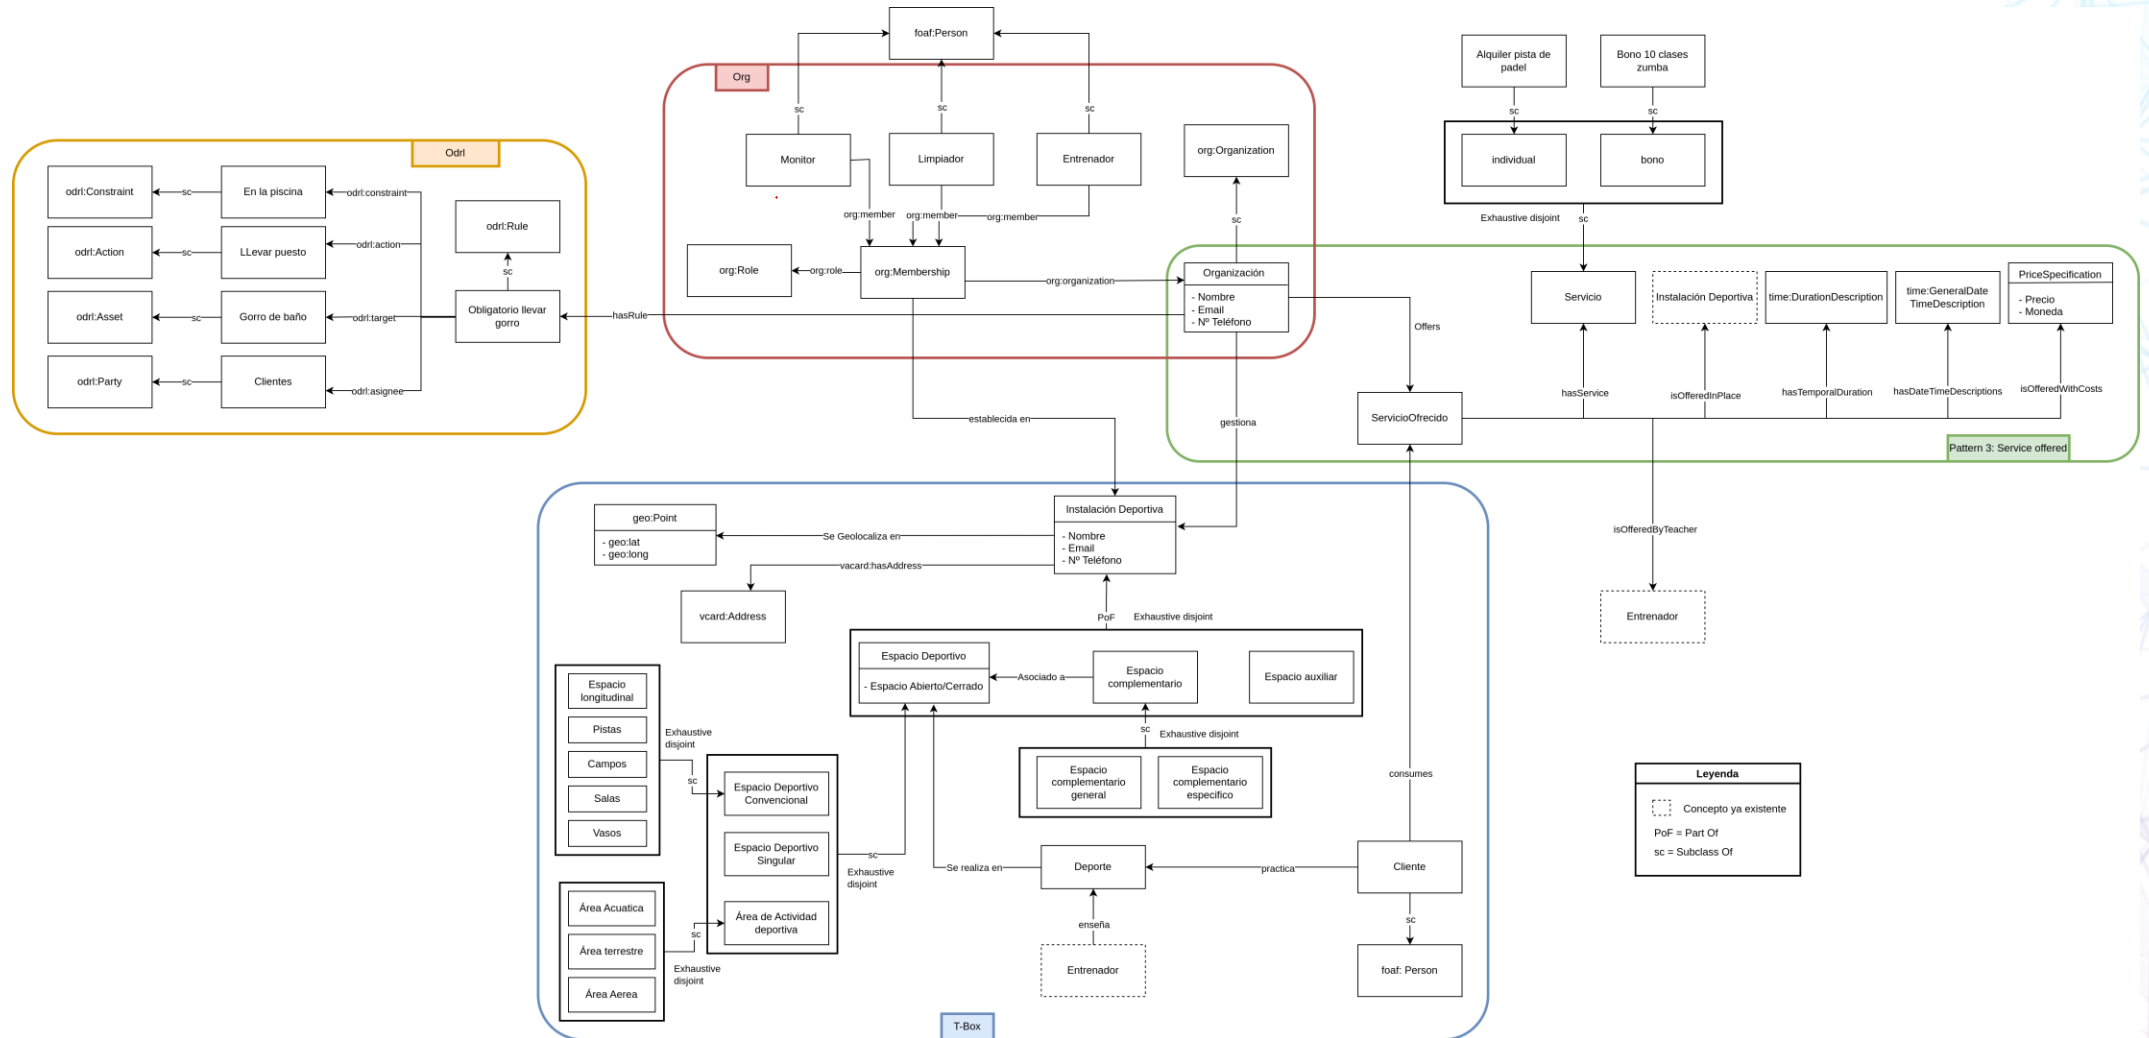 foaf:Person
Org
sc
sc
sc
Monitor
Limpiador
Entrenador
org:Organization
org:member
org:member
org:member
sc
org:Role
org:role
org:Membership
org:organization
Organización
- Nombre
- Email
- Nº Teléfono
hasRule
Odrl
odrl:Constraint
sc
En la piscina
odrl:constraint
odrl:Action
sc
LLevar puesto
odrl:action
odrl:Rule
sc
odrl:Asset
sc
Gorro de baño
odrl:target
Obligatorio llevar
gorro
odrl:Party
sc
Clientes
odrl:asignee
Alquiler pista de
padel
Bono 10 clases
zumba
sc
sc
individual
bono
Exhaustive disjoint
sc
Servicio
Instalación Deportiva
time:DurationDescription
time:GeneralDate
TimeDescription
PriceSpecification
- Precio
- Moneda
Offers
hasService
isOfferedInPlace
hasTemporalDuration
hasDateTimeDescriptions
isOfferedWithCosts
ServicioOfrecido
Pattern 3: Service offered
establecida en
gestiona
isOfferedByTeacher
Entrenador
geo:Point
- geo:lat
- geo:long
Se Geolocaliza en
Instalación Deportiva
- Nombre
- Email
- Nº Teléfono
vacard:hasAddress
vcard:Address
PoF
Exhaustive disjoint
Espacio Deportivo
- Espacio Abierto/Cerrado
Asociado a
Espacio
complementario
Espacio auxiliar
sc
Exhaustive disjoint
Espacio
complementario
general
Espacio
complementario
especifico
Espacio
longitudinal
Pistas
Campos
Salas
Vasos
Exhaustive
disjoint
sc
Espacio Deportivo
Convencional
Espacio Deportivo
Singular
Área de Actividad
deportiva
sc
Exhaustive
disjoint
Área Acuatica
Área terrestre
Área Aerea
sc
Exhaustive
disjoint
Se realiza en
Deporte
practica
Cliente
consumes
enseña
Entrenador
sc
foaf: Person
T-Box
Leyenda
Concepto ya existente
PoF = Part Of
sc = Subclass Of